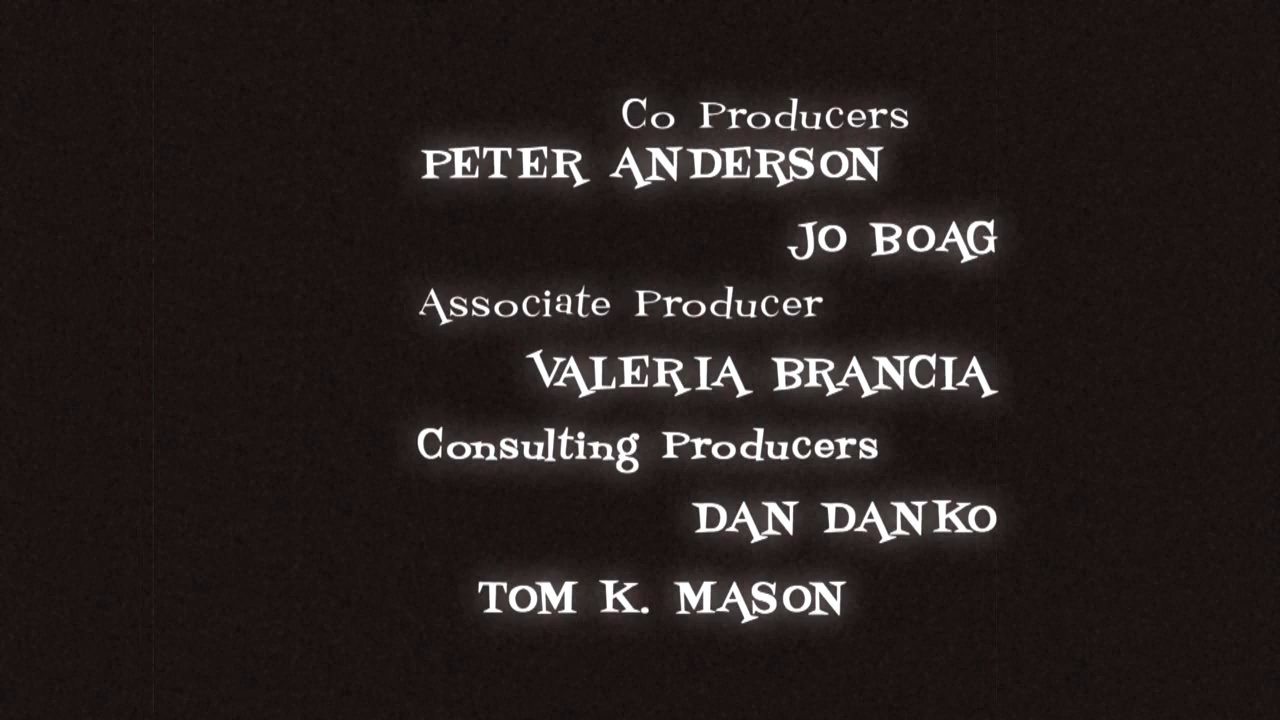 Co Producers
PETER ANDERSON
JO BOAG
Associate Producer
VALERIA BRANCIA
Consulting Producers
DAN DANKO
TOM K. MASON